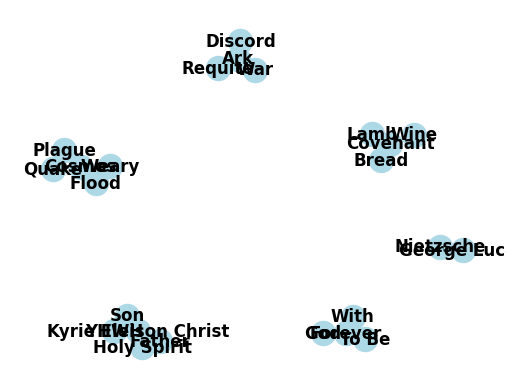 Discord
Ark
Requite
War
Lamb
Wine
Covenant
Bread
Plague
Cosmos
Weary
Quake
Flood
Nietzsche
George Euc
Son
Kyrie Eleison Christ
YHWH
Father
Holy Spirit
With
God
Forever
To Be